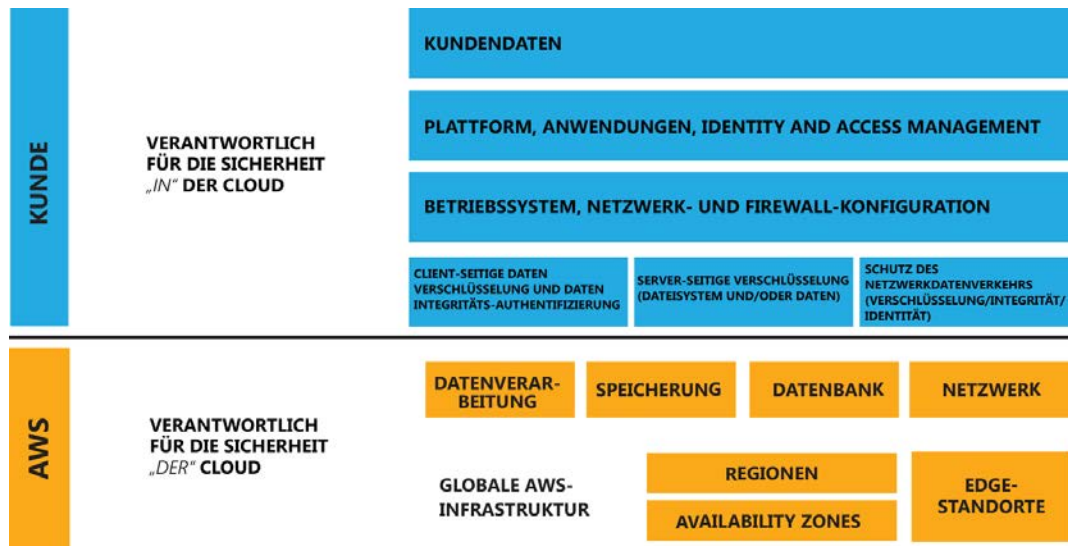 KUNDE
VERANTWORTLICH
FÜR DIE SICHERHEIT
„IN“ DER CLOUD
KUNDENDATEN
PLATTFORM, ANWENDUNGEN, IDENTITY AND ACCESS MANAGEMENT
BETRIEBSSYSTEM, NETZWERK- UND FIREWALL-KONFIGURATION
CLIENT-SEITIGE DATEN
VERSCHLÜSSELUNG UND DATEN
INTEGRITÄTS-AUTHENTIFIZIERUNG
SERVER-SEITIGE VERSCHLÜSSELUNG
(DATEISYSTEM UND/ODER DATEN)
SCHUTZ DES
NETZWERKDATENVERKEHRS
(VERSCHLÜSSELUNG/INTEGRITÄT/
IDENTITÄT)
AWS
VERANTWORTLICH
FÜR DIE SICHERHEIT
„DER“ CLOUD
DATENVERAR-
BEITUNG
SPEICHERUNG
DATENBANK
NETZWERK
GLOBALE AWS-
INFRASTRUKTUR
REGIONEN
AVAILABILITY ZONES
EDGE-
STANDORTE